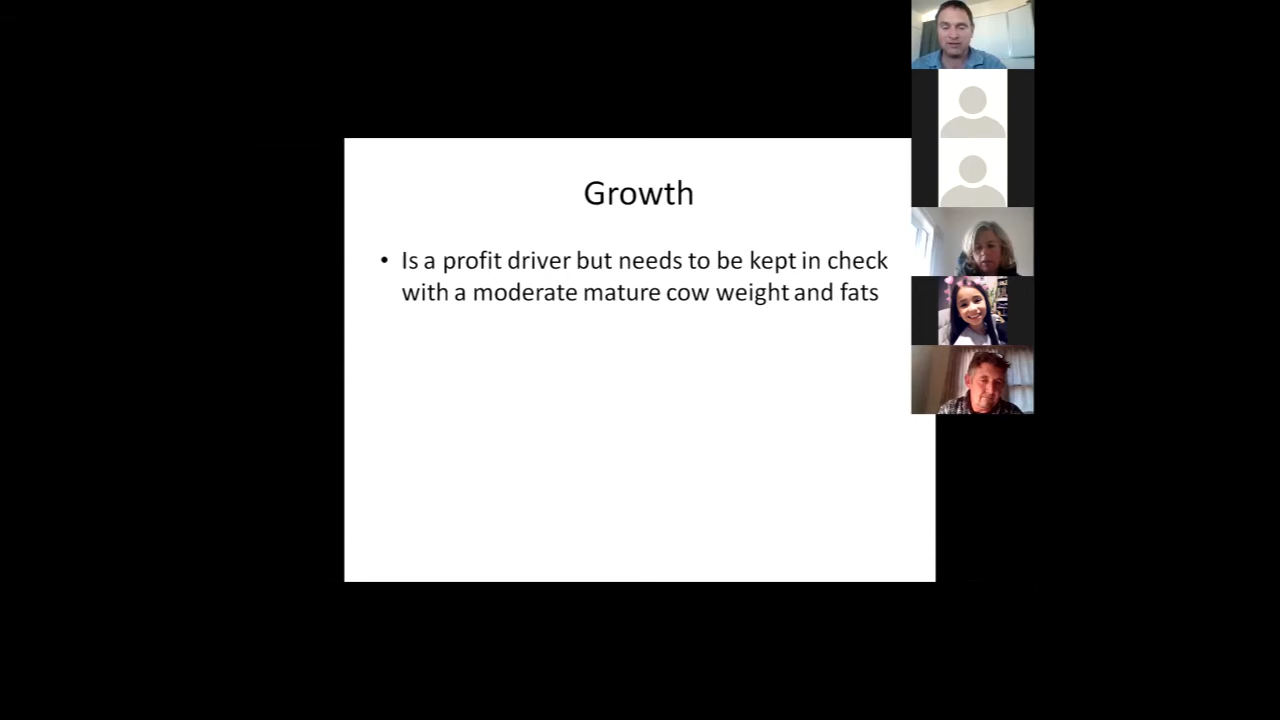 Growth
• Is a profit driver but needs to be kept in check
with a moderate mature cow weight and fats